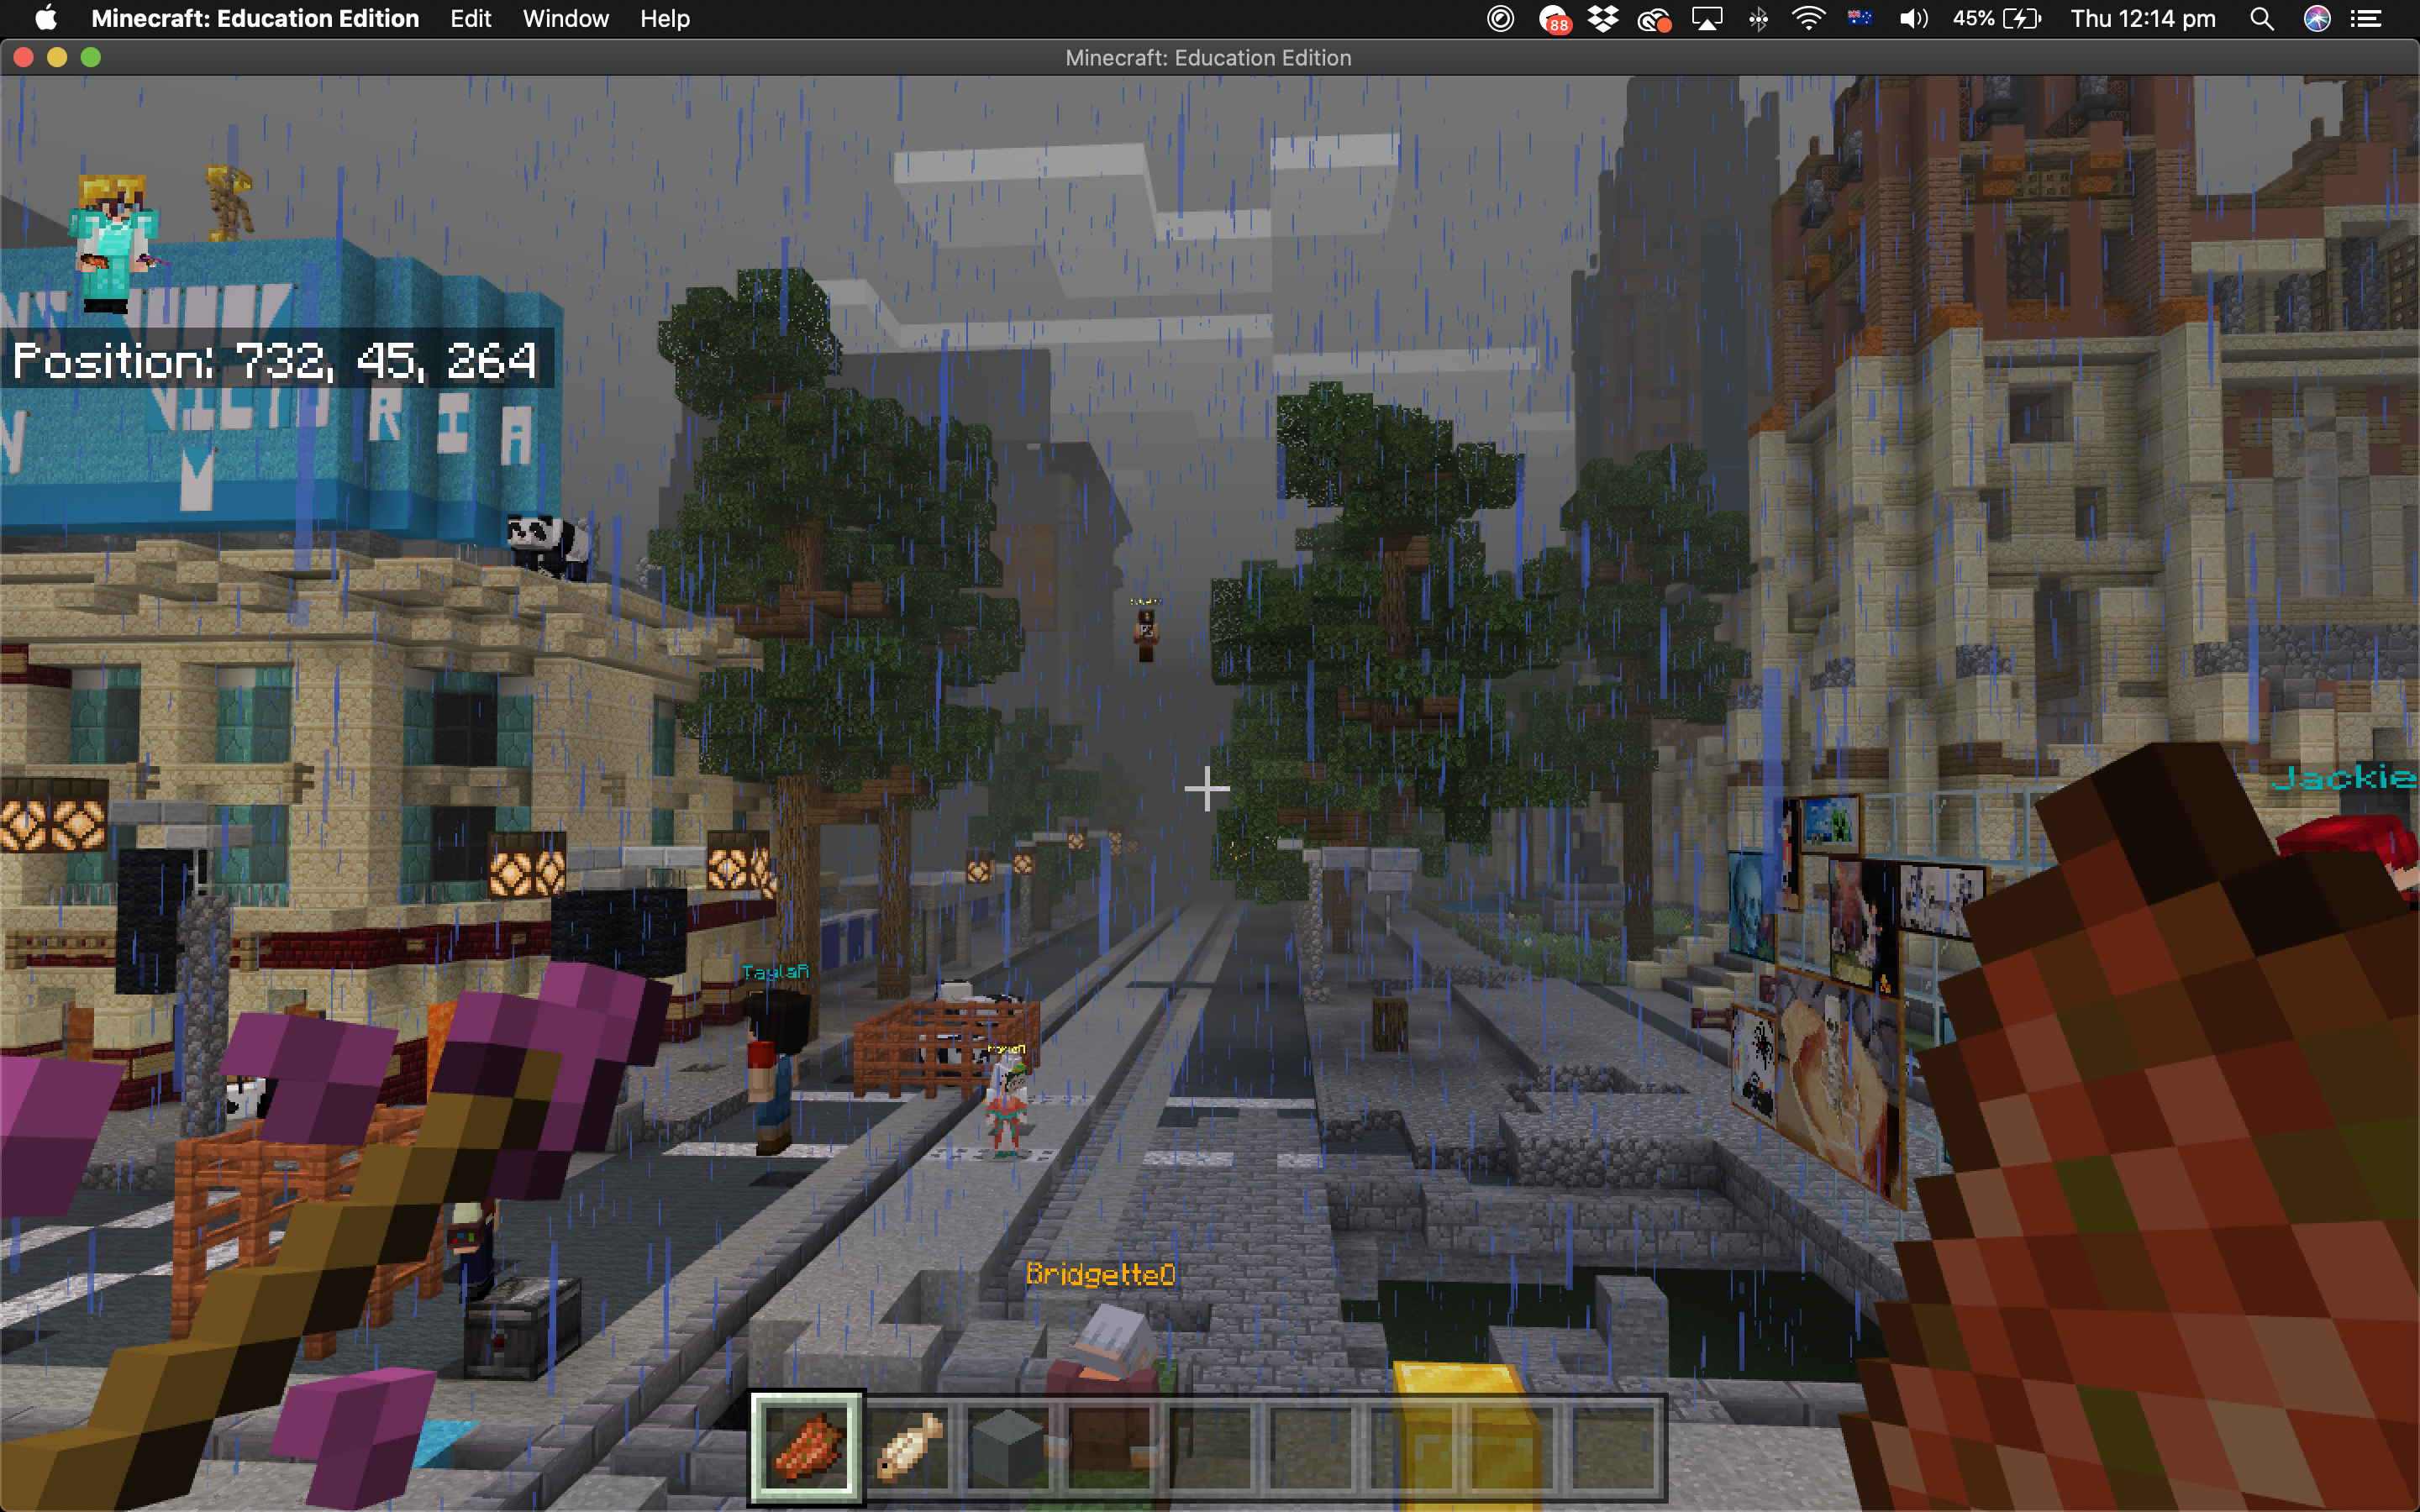 Minecraft: Education Edition Edit Window Help 88 45% Thu 12:14 pm
Minecraft: Education Edition
Position: 732, 45, 264
VICTORIA
M
Jackie
TaylaR
BridgetteO